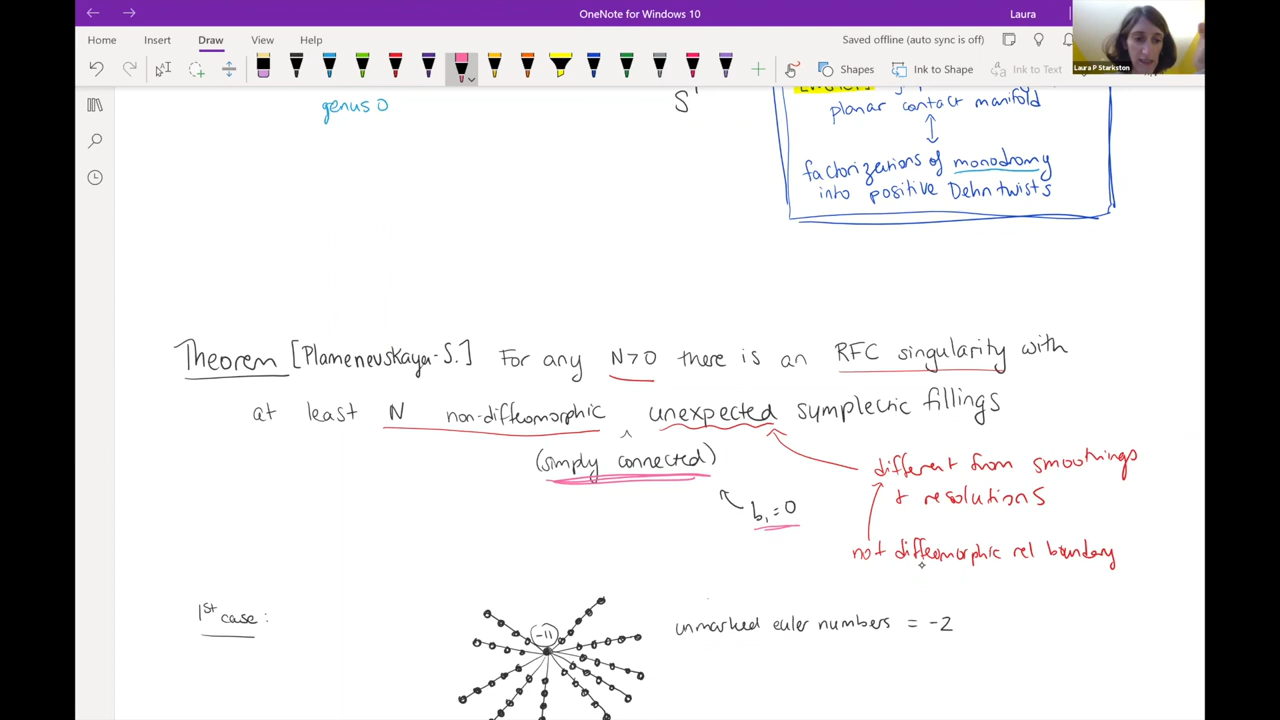 OneNote for Windows 10
Laura
Home Insert Draw View Help
Saved offline (auto sync is off)
Shapes
Ink to Shape
Ink to Text
Laura P Starkston
genus 0
S¹
planar contact manifold
factorizations of monodromy
into positive Dehn twists
Theorem [Plamenevskaya-S.] For any N>0 there is an RFC singularity with
at least N non-diffeomorphic ^ unexpected symplectic fillings
(simply connected)
different from smoothings
+ resolutions
b₁=0
not diffeomorphic rel boundary
1st case:
-11
unmarked euler numbers = -2